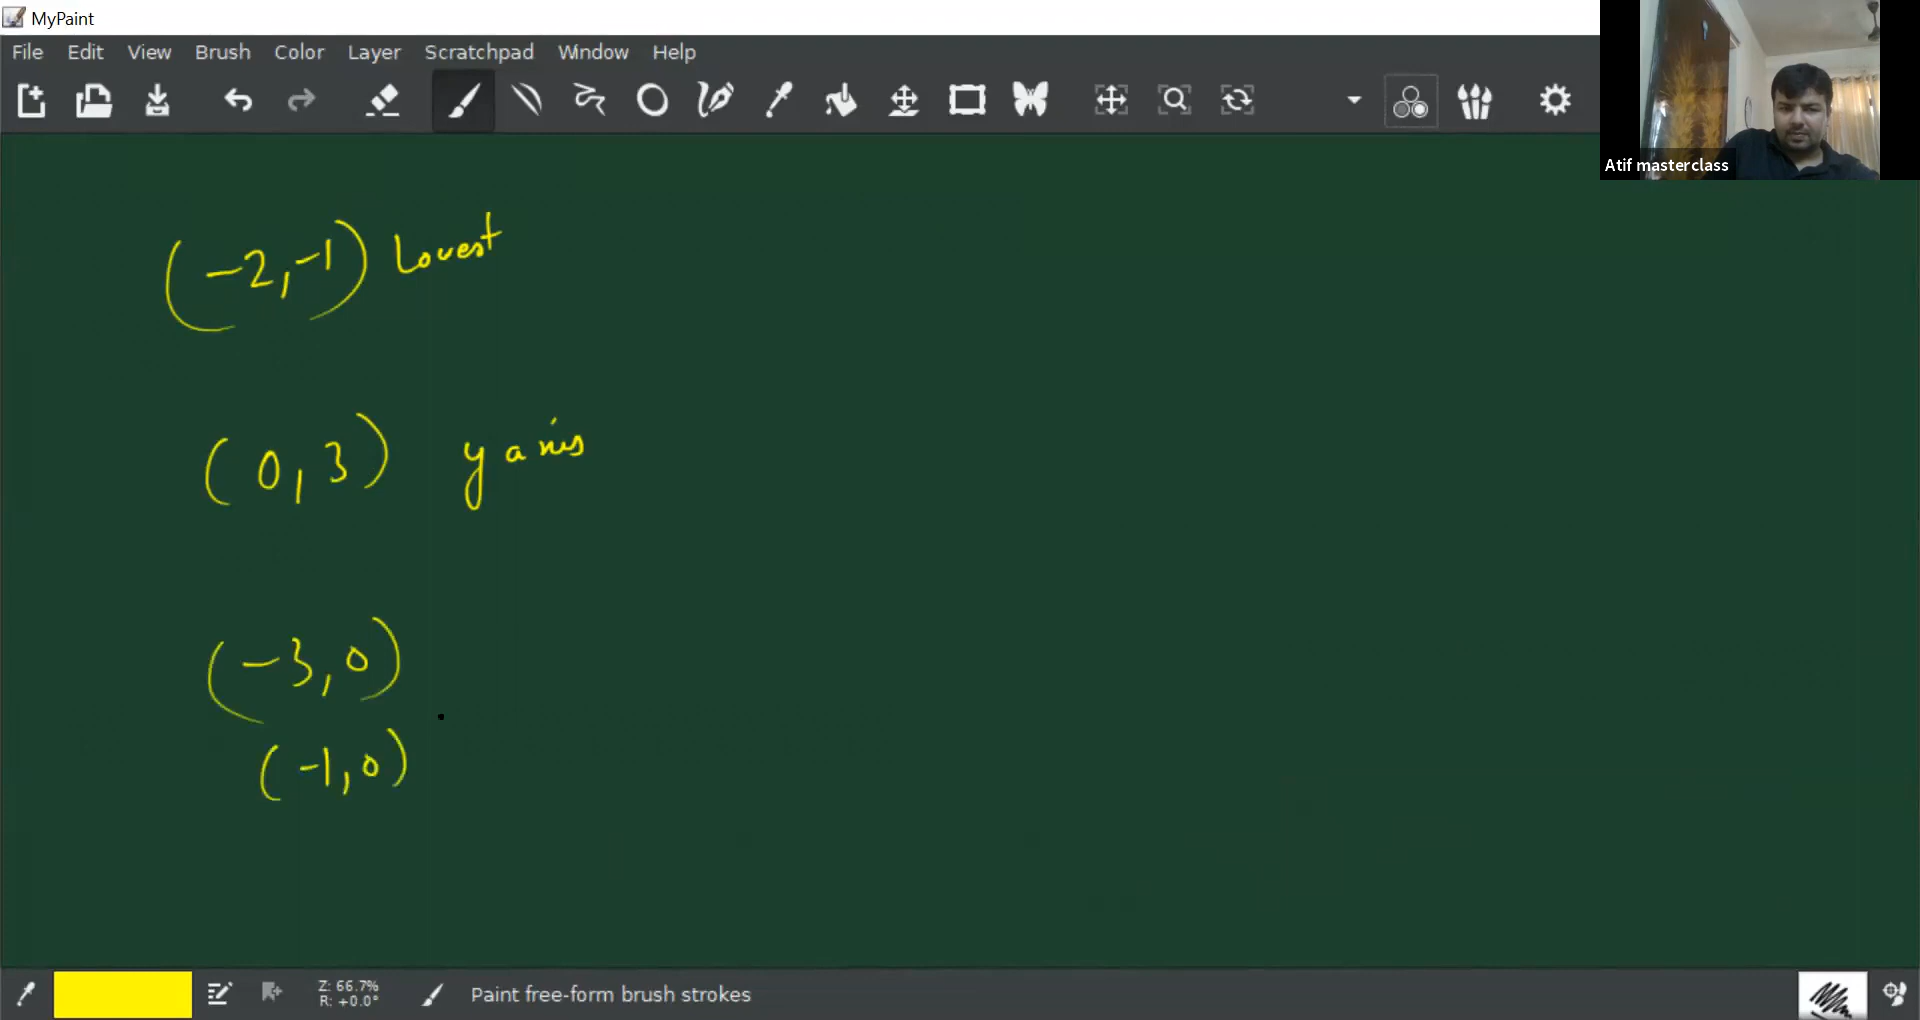 MyPaint
File Edit View Brush Color Layer Scratchpad Window Help
Atif masterclass
(-2,-1) Lowest
(0,3) y axis
(-3,0)
(-1,0)
Z: 66.7%
R: +0.0°
Paint free-form brush strokes